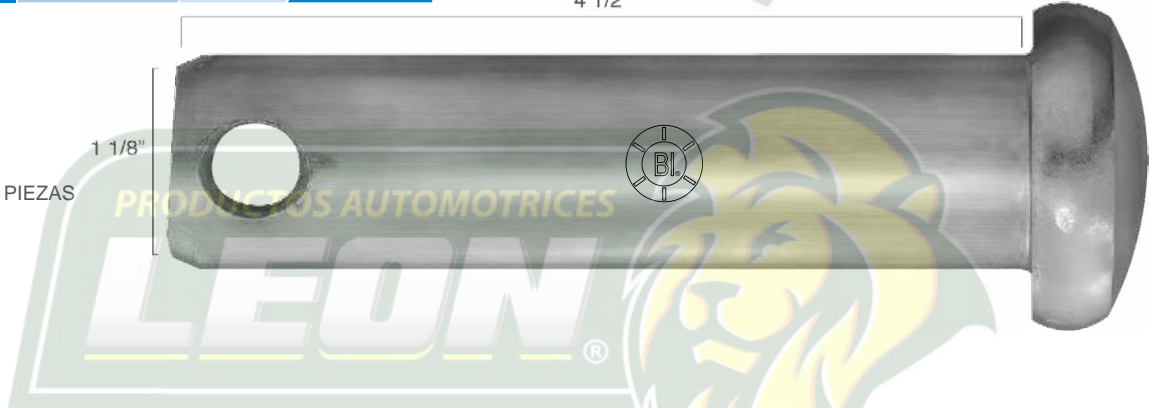 4 1/2
1 1/8"
BI.
PIEZAS
PRODUCTOS AUTOMOTRICES
LEON®